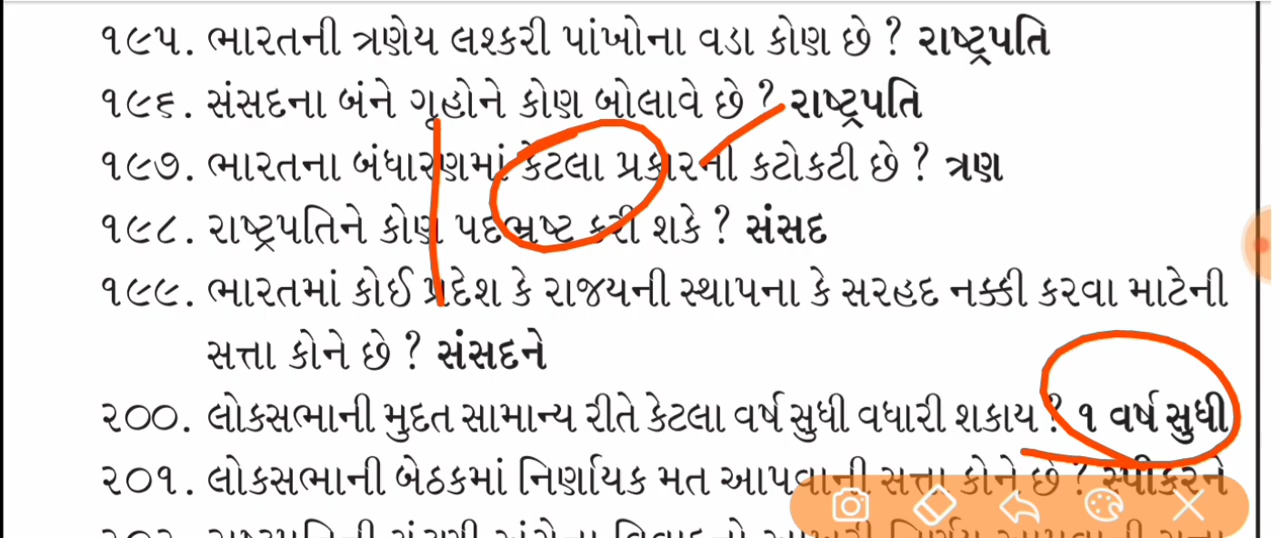 ૧૯૫. ભારતની ત્રણેય લશ્કરી પાંખોના વડા કોણ છે ? રાષ્ટ્રપતિ
૧૯૬. સંસદના બંને ગૃહોને કોણ બોલાવે છે ? રાષ્ટ્રપતિ
૧૯૭. ભારતના બંધારણમાં કેટલા પ્રકારની કટોકટી છે ? ત્રણ
૧૯૮. રાષ્ટ્રપતિને કોણ પદભ્રષ્ટ કરી શકે ? સંસદ
૧૯૯. ભારતમાં કોઈ પ્રદેશ કે રાજયની સ્થાપના કે સરહદ નક્કી કરવા માટેની
સત્તા કોને છે ? સંસદને
૨૦૦. લોકસભાની મુદત સામાન્ય રીતે કેટલા વર્ષ સુધી વધારી શકાય ? ૧ વર્ષ સુધી
૨૦૧. લોકસભાની બેઠકમાં નિર્ણાયક મત આપવાની સત્તા કોને છે ? સ્પીકરને